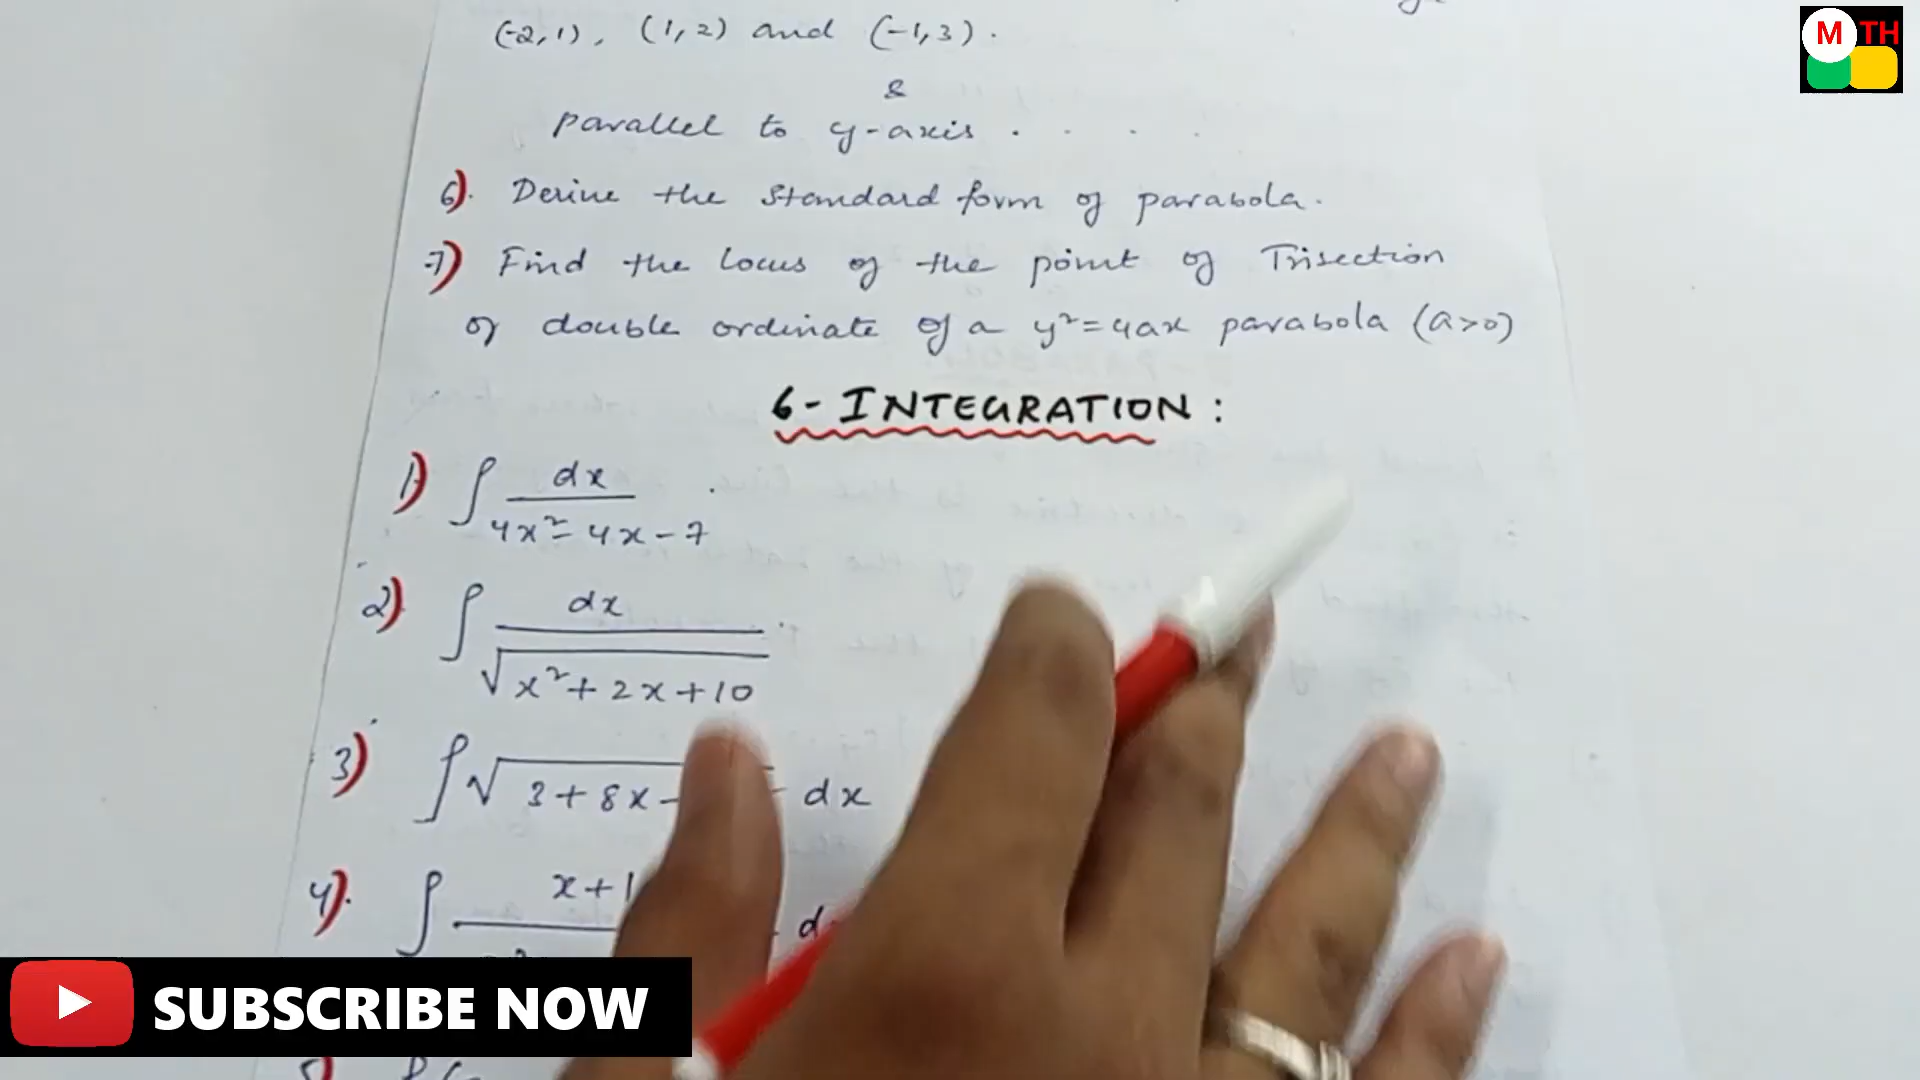 (-2,1), (1,2) and (-1,3).
&
parallel to y-axis.
6). Derive the Standard form of parabola.
7) Find the locus of the point of Trisection
of double ordinate of a y²=4ax parabola (a>0)
6- INTEGRATION:
1) ∫ dx
4x²-4x-7
2) ∫ dx
√x²+2x+10
3) ∫√3+8x- dx
4). ∫ x+1
5)
M TH
SUBSCRIBE NOW